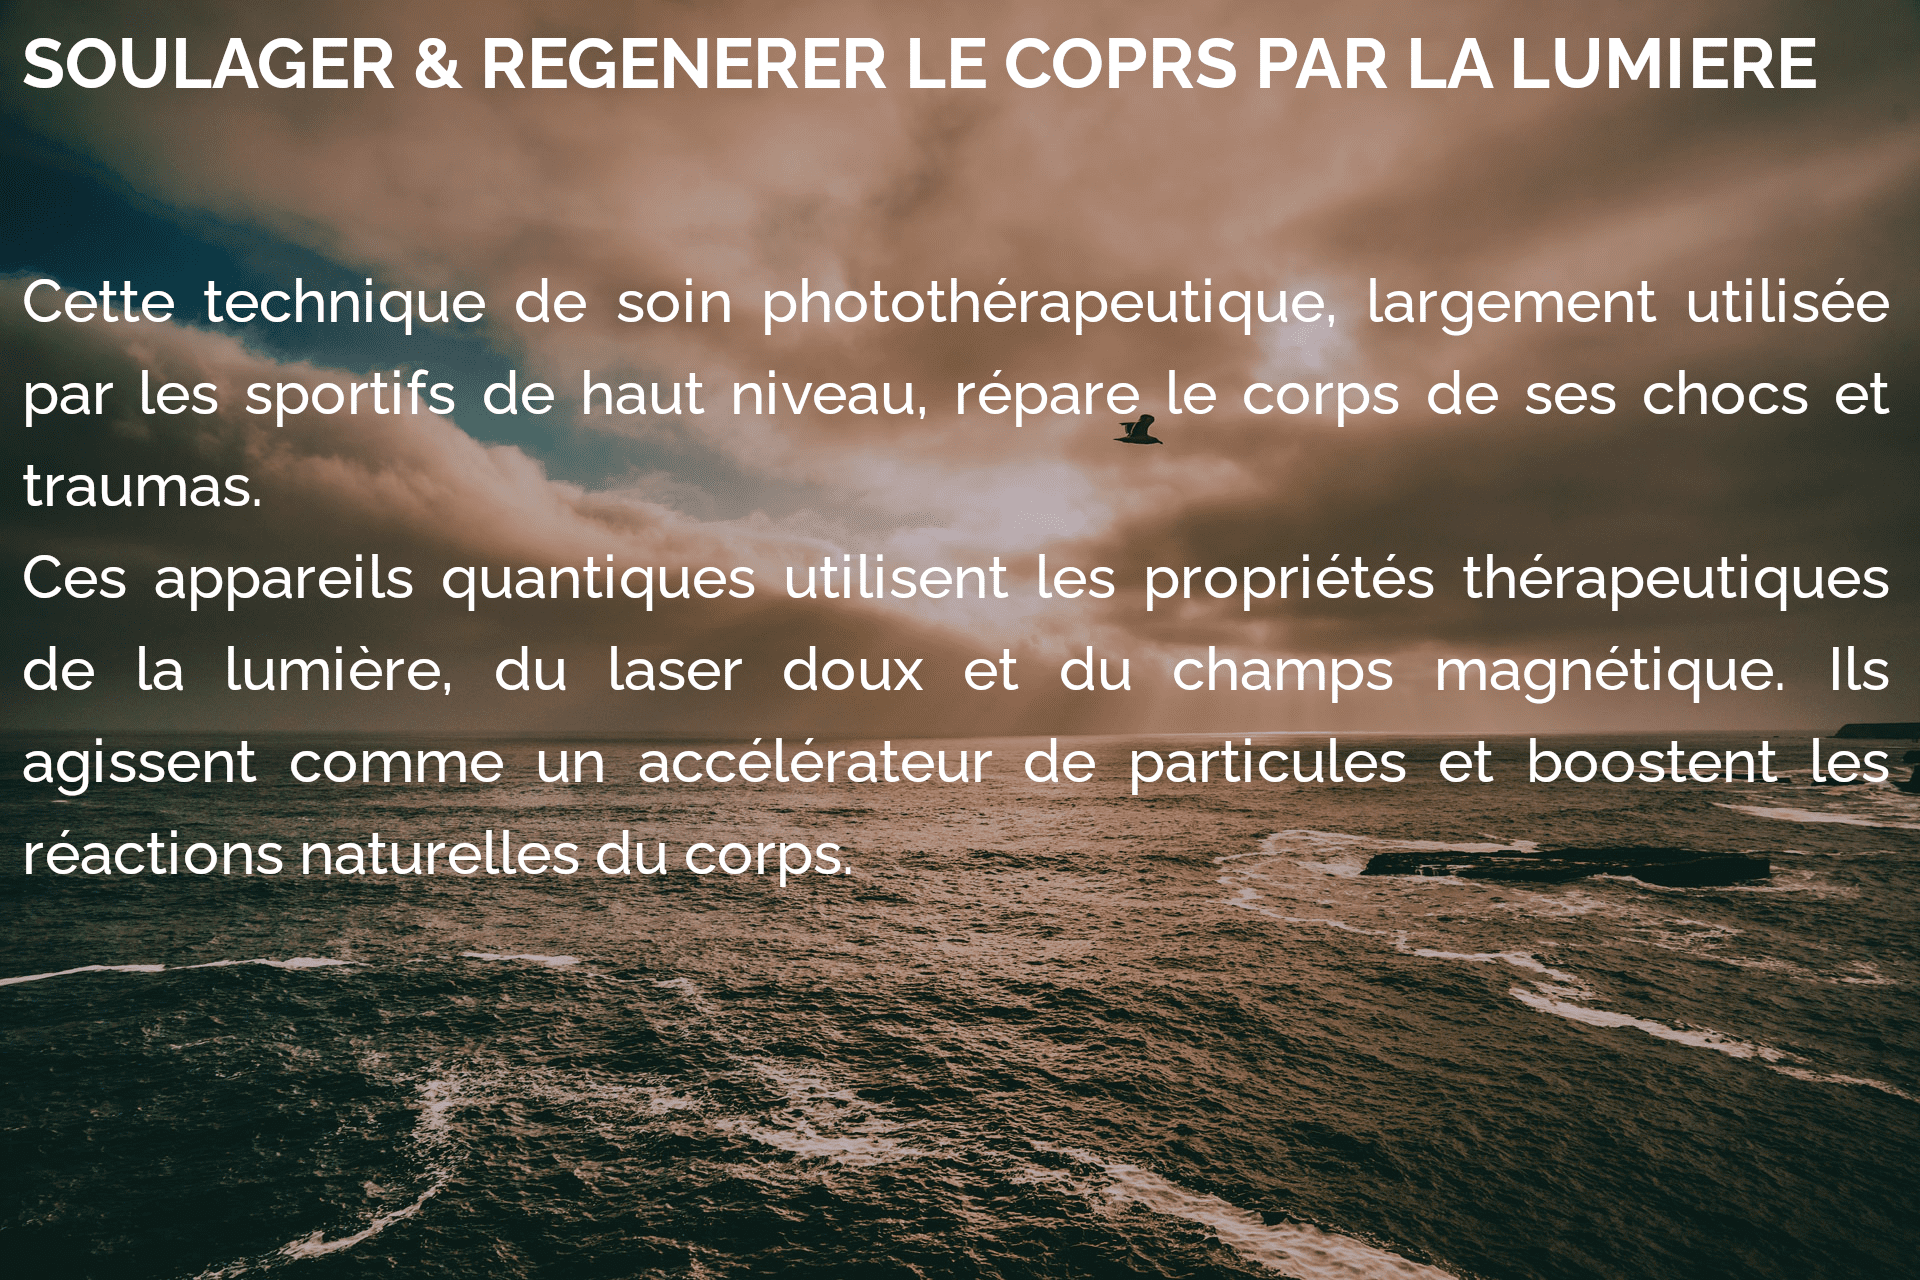 SOULAGER & REGENERER LE COPRS PAR LA LUMIERE
Cette technique de soin photothérapeutique, largement utilisée
par les sportifs de haut niveau, répare le corps de ses chocs et
traumas.
Ces appareils quantiques utilisent les propriétés thérapeutiques
de la lumière, du laser doux et du champs magnétique. Ils
agissent comme un accélérateur de particules et boostent les
réactions naturelles du corps.